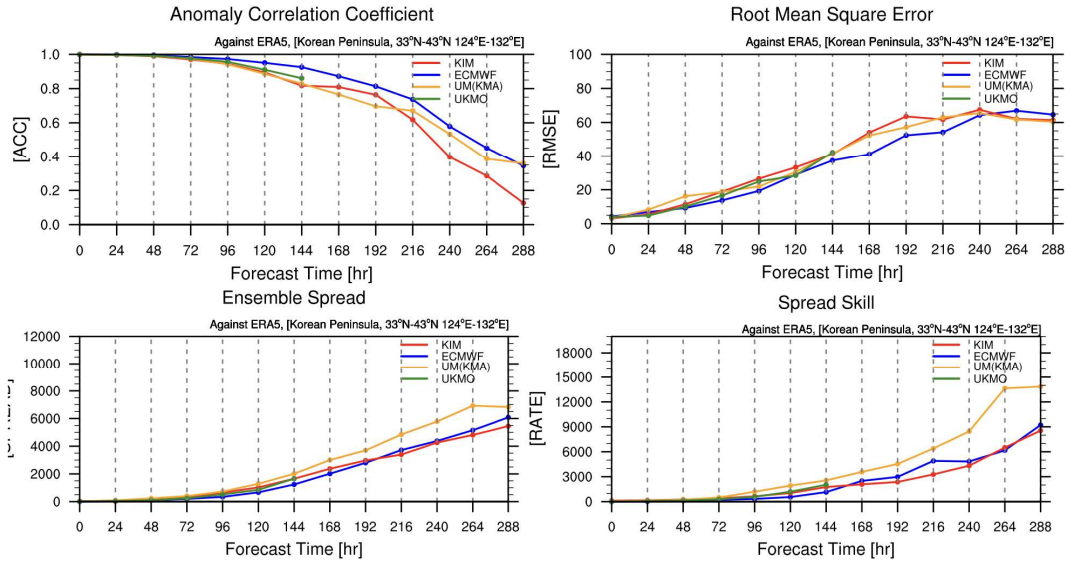 Anomaly Correlation Coefficient
Against ERA5, [Korean Peninsula, 33°N-43°N 124°E-132°E]
[ACC]
1.0
0.8
0.6
0.4
0.2
0.0
KIM
ECMWF
UM(KMA)
UKMO
0 24 48 72 96 120 144 168 192 216 240 264 288
Forecast Time [hr]
Root Mean Square Error
Against ERA5, [Korean Peninsula, 33°N-43°N 124°E-132°E]
[RMSE]
100
80
60
40
20
0
KIM
ECMWF
UM(KMA)
UKMO
0 24 48 72 96 120 144 168 192 216 240 264 288
Forecast Time [hr]
Ensemble Spread
Against ERA5, [Korean Peninsula, 33°N-43°N 124°E-132°E]
12000
10000
8000
6000
4000
2000
0
KIM
ECMWF
UM(KMA)
UKMO
0 24 48 72 96 120 144 168 192 216 240 264 288
Forecast Time [hr]
Spread Skill
Against ERA5, [Korean Peninsula, 33°N-43°N 124°E-132°E]
[RATE]
18000
15000
12000
9000
6000
3000
0
KIM
ECMWF
UM(KMA)
UKMO
0 24 48 72 96 120 144 168 192 216 240 264 288
Forecast Time [hr]